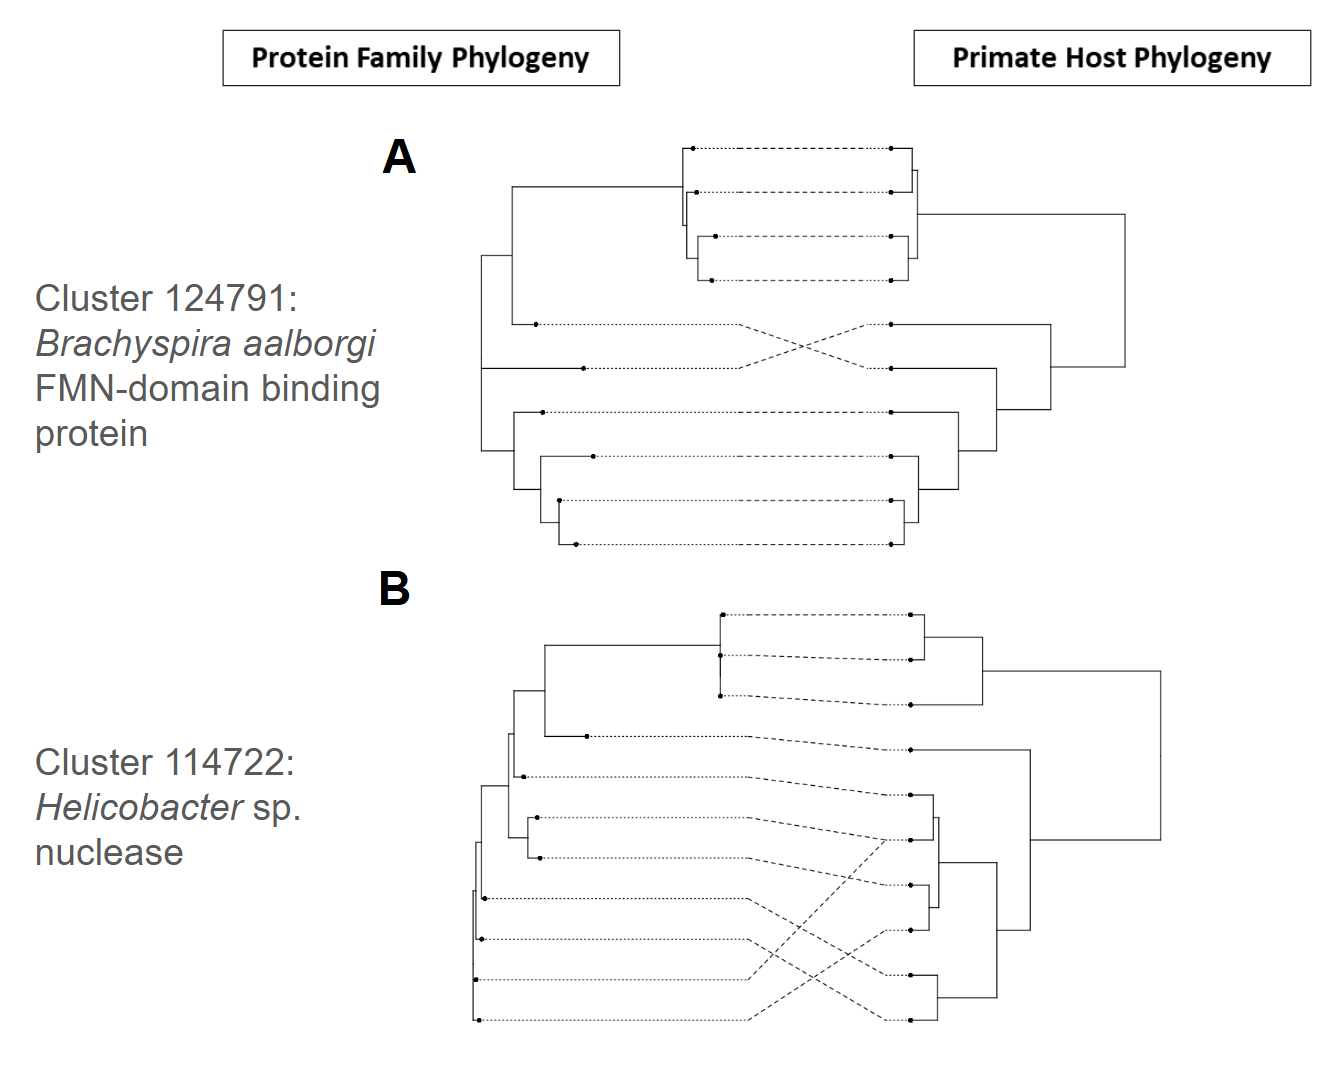 Protein Family Phylogeny
Primate Host Phylogeny
A
Cluster 124791:
Brachyspira aalborgi
FMN-domain binding
protein
B
Cluster 114722:
Helicobacter sp.
nuclease